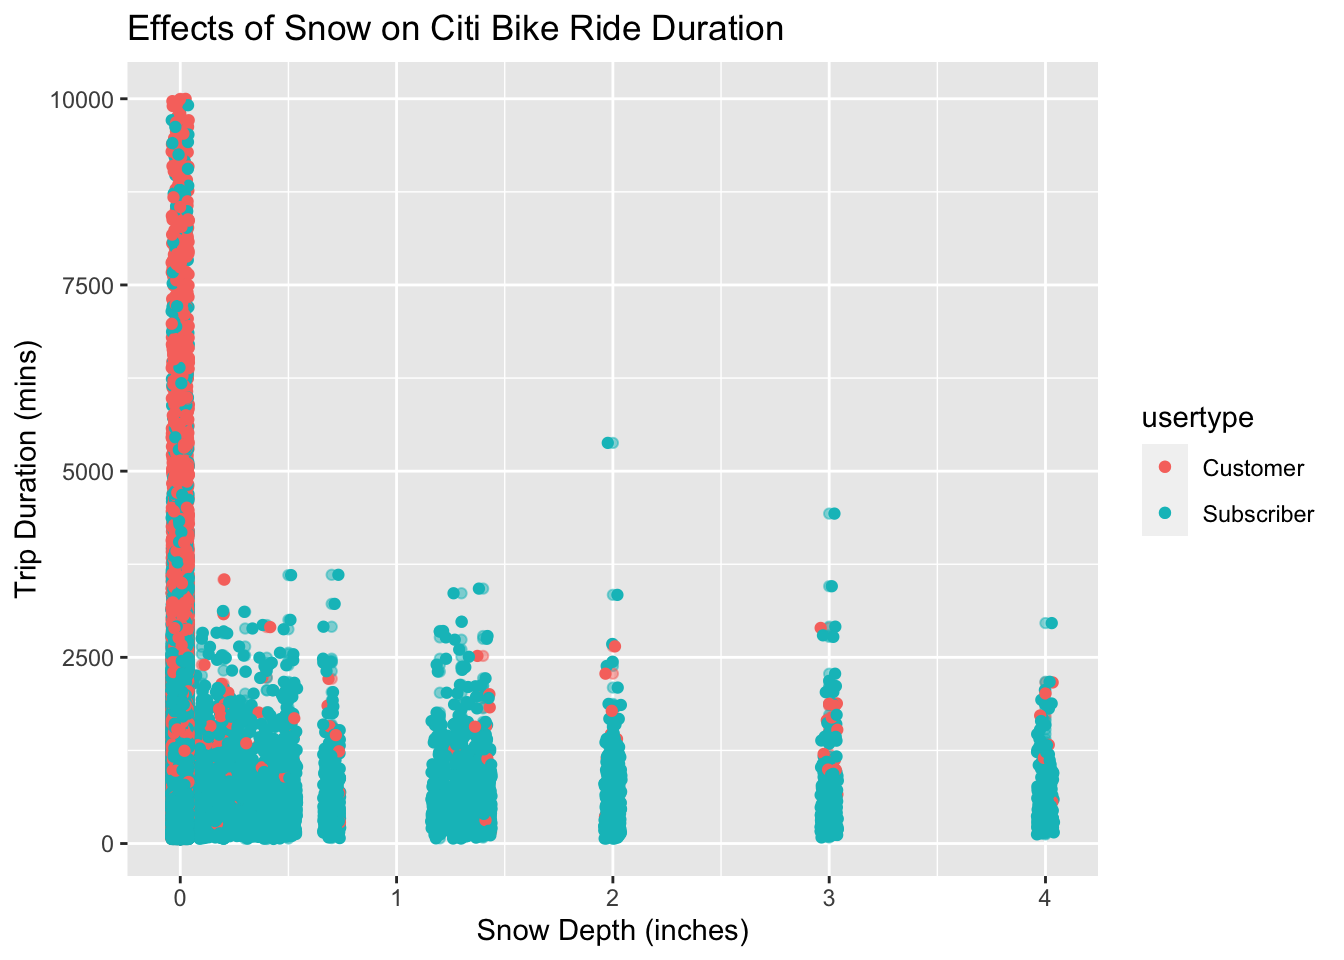 Effects of Snow on Citi Bike Ride Duration
Trip Duration (mins)
10000
7500
5000
2500
0
0 1 2 3 4
Snow Depth (inches)
usertype
Customer
Subscriber